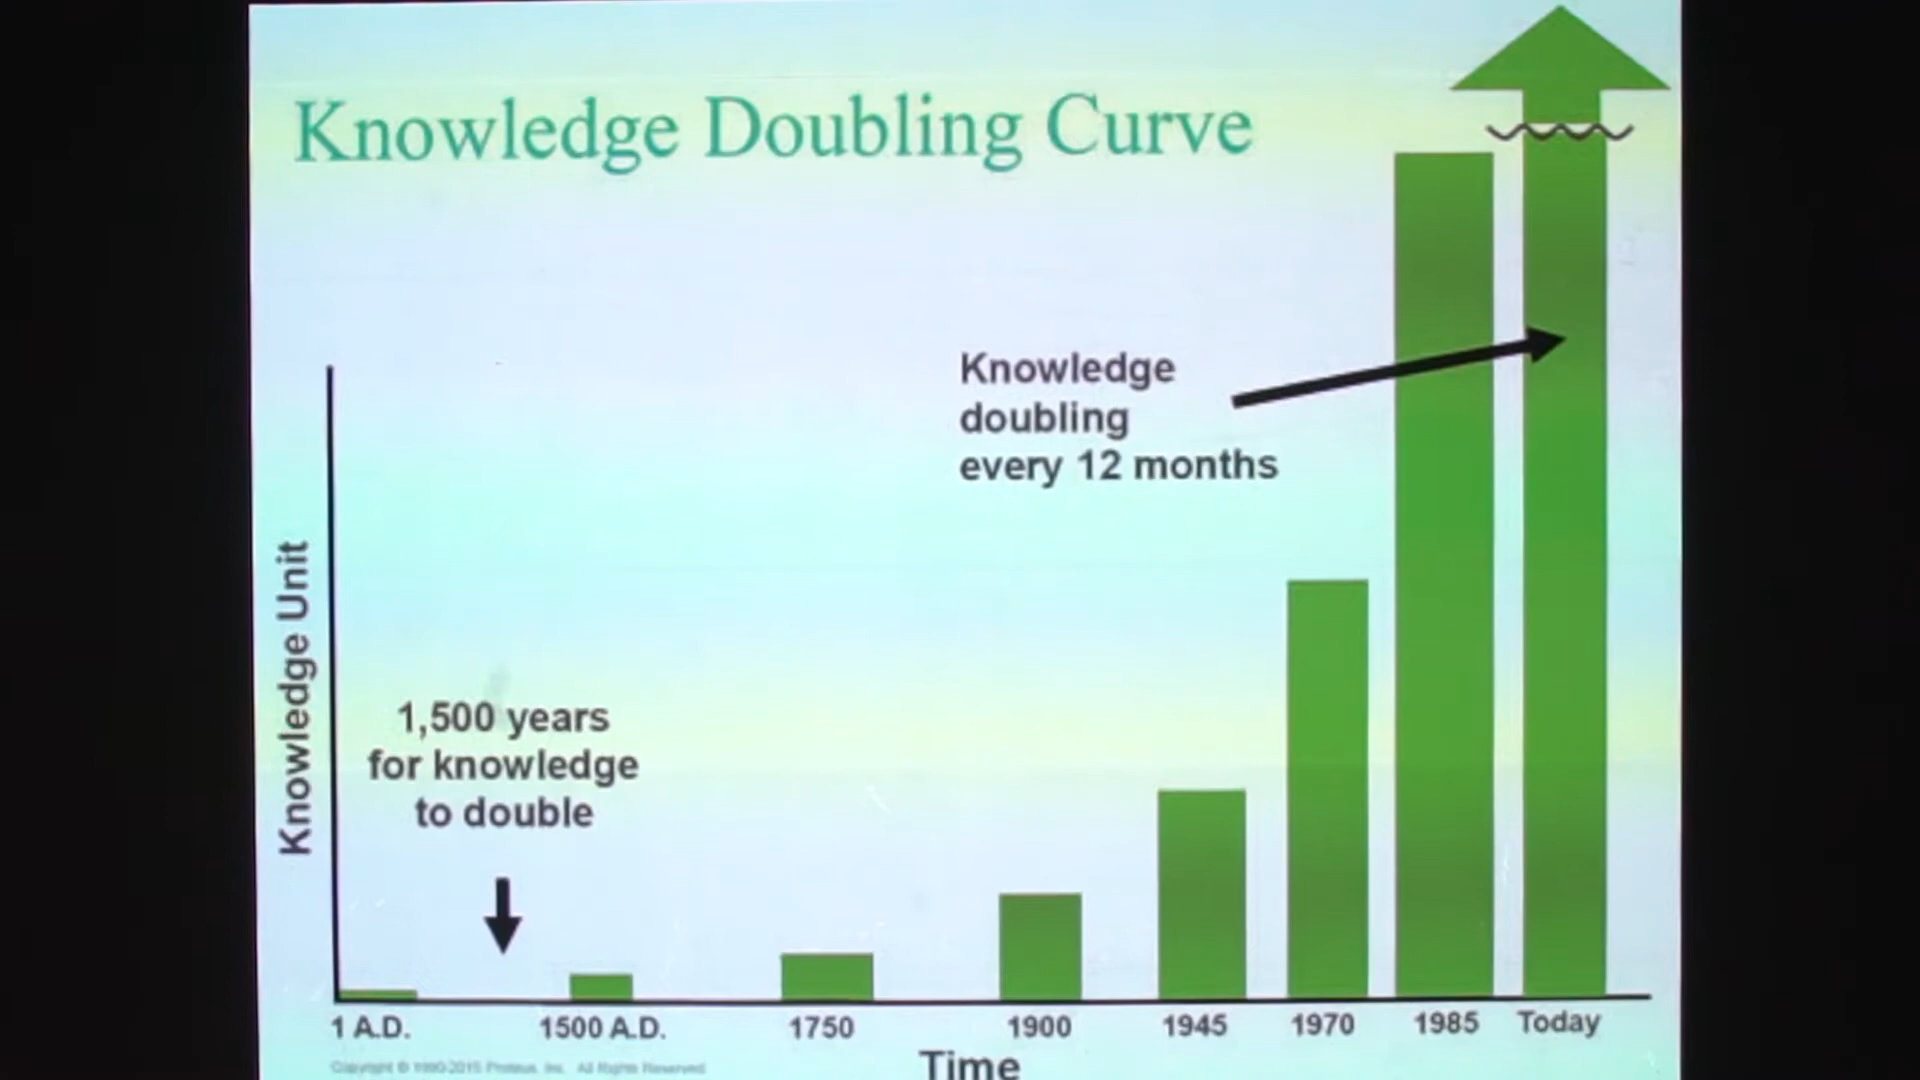 Knowledge Doubling Curve
Knowledge
doubling
every 12 months
Knowledge Unit
1,500 years
for knowledge
to double
1 A.D. 1500 A.D. 1750 1900 1945 1970 1985 Today
Time
Copyright © 1980-2015 Proteus, Inc. All Rights Reserved